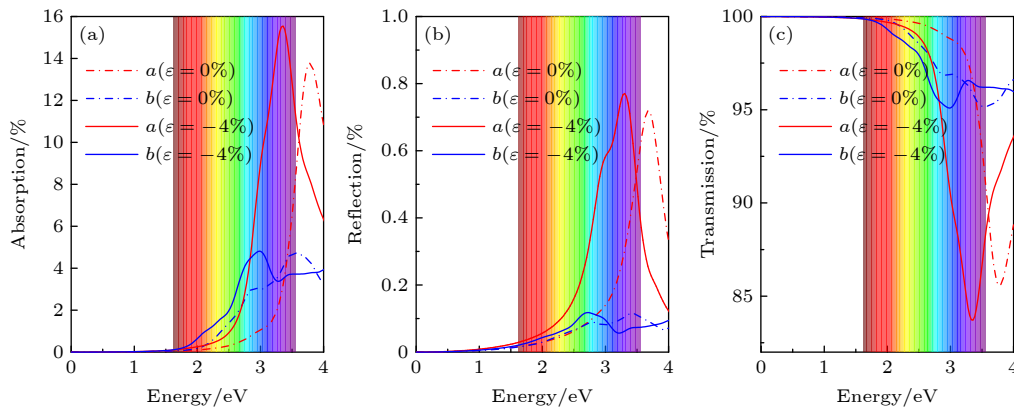 (a)
Absorption/%
16
14
12
10
8
6
4
2
0
a(ε = 0%)
b(ε = 0%)
a(ε = −4%)
b(ε = −4%)
0 1 2 3 4
Energy/eV
(b)
Reflection/%
1.0
0.8
0.6
0.4
0.2
0
a(ε = 0%)
b(ε = 0%)
a(ε = −4%)
b(ε = −4%)
0 1 2 3 4
Energy/eV
(c)
Transmission/%
100
95
90
85
a(ε = 0%)
b(ε = 0%)
a(ε = −4%)
b(ε = −4%)
0 1 2 3 4
Energy/eV